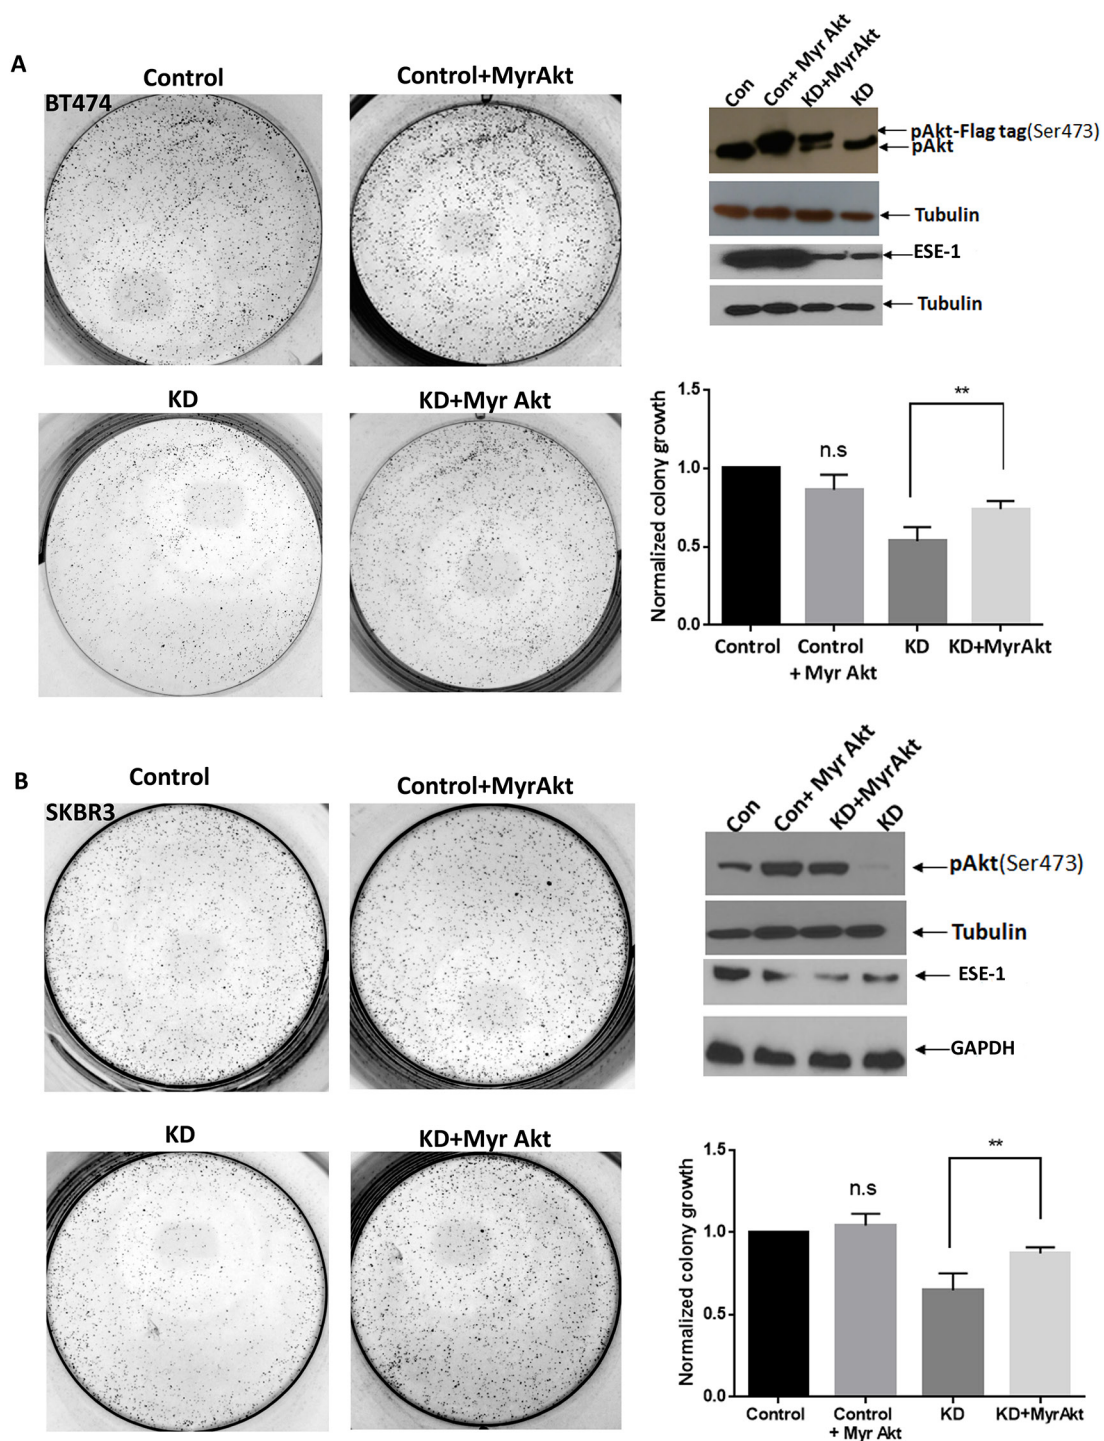 A
Control
Control+MyrAkt
BT474
Con
Con+ Myr Akt
KD+MyrAkt
KD
pAkt-Flag tag(Ser473)
pAkt
Tubulin
ESE-1
Tubulin
KD
KD+Myr Akt
Normalized colony growth
1.5
1.0
0.5
0.0
n.s
**
Control
Control
+ Myr Akt
KD
KD+MyrAkt
B
Control
Control+MyrAkt
SKBR3
Con
Con+ Myr Akt
KD+MyrAkt
KD
pAkt(Ser473)
Tubulin
ESE-1
GAPDH
KD
KD+Myr Akt
Normalized colony growth
1.5
1.0
0.5
0.0
n.s
**
Control
Control
+ Myr Akt
KD
KD+MyrAkt